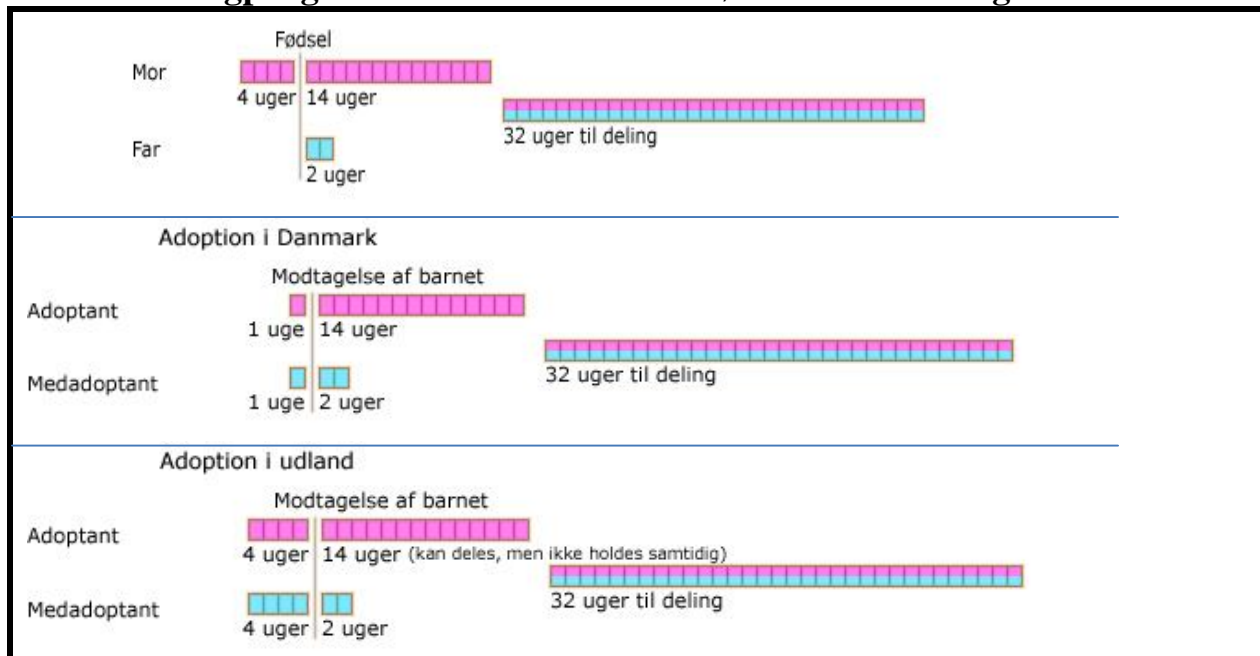 Fødsel
Mor
4 uger 14 uger
32 uger til deling
Far
2 uger
Adoption i Danmark
Modtagelse af barnet
Adoptant
1 uge 14 uger
32 uger til deling
Medadoptant
1 uge 2 uger
Adoption i udland
Modtagelse af barnet
Adoptant
4 uger 14 uger (kan deles, men ikke holdes samtidig)
32 uger til deling
Medadoptant
4 uger 2 uger